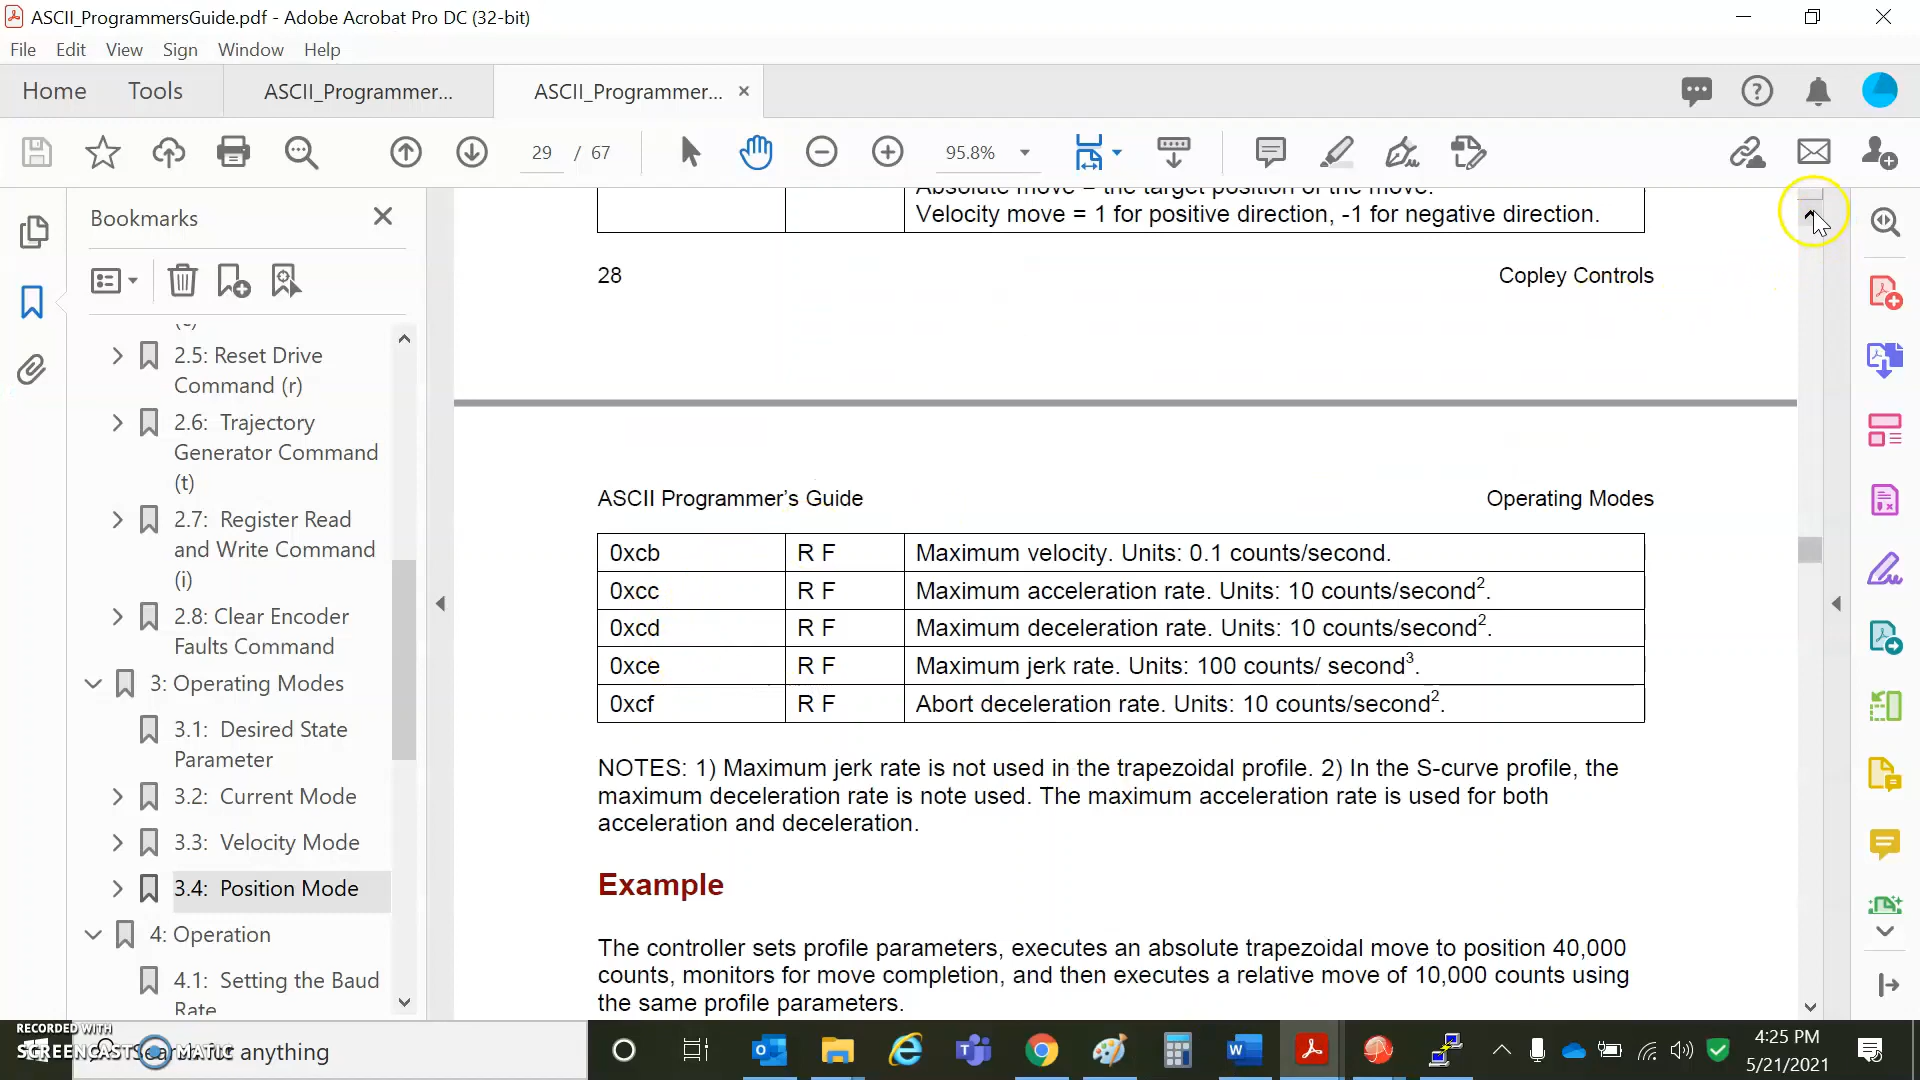 ASCII_ProgrammersGuide.pdf - Adobe Acrobat Pro DC (32-bit)
File Edit View Sign Window Help
Home Tools ASCII_Programmer... ASCII_Programmer... ×
29 / 67 95.8%
Bookmarks
2.5: Reset Drive
Command (r)
2.6: Trajectory
Generator Command
(t)
2.7: Register Read
and Write Command
(i)
2.8: Clear Encoder
Faults Command
3: Operating Modes
3.1: Desired State
Parameter
3.2: Current Mode
3.3: Velocity Mode
3.4: Position Mode
4: Operation
4.1: Setting the Baud
Rate
Absolute move = the target position of the move.
Velocity move = 1 for positive direction, -1 for negative direction.
28 Copley Controls
ASCII Programmer's Guide Operating Modes
0xcb R F Maximum velocity. Units: 0.1 counts/second.
0xcc R F Maximum acceleration rate. Units: 10 counts/second2.
0xcd R F Maximum deceleration rate. Units: 10 counts/second2.
0xce R F Maximum jerk rate. Units: 100 counts/ second3.
0xcf R F Abort deceleration rate. Units: 10 counts/second2.
NOTES: 1) Maximum jerk rate is not used in the trapezoidal profile. 2) In the S-curve profile, the
maximum deceleration rate is note used. The maximum acceleration rate is used for both
acceleration and deceleration.
Example
The controller sets profile parameters, executes an absolute trapezoidal move to position 40,000
counts, monitors for move completion, and then executes a relative move of 10,000 counts using
the same profile parameters.
RECORDED WITH
SCREENCAST MATIC
anything
4:25 PM
5/21/2021